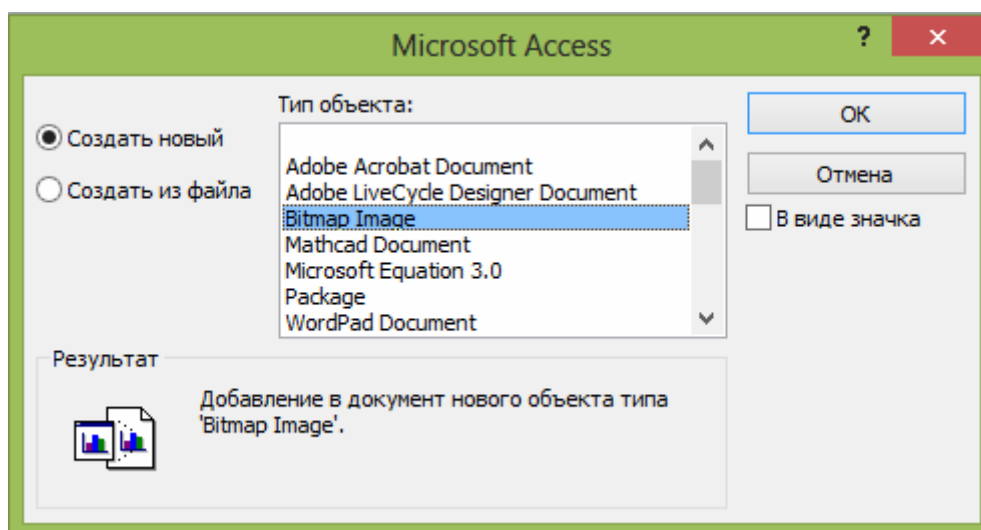 Microsoft Access
?
Тип объекта:
Создать новый
Создать из файла
Adobe Acrobat Document
Adobe LiveCycle Designer Document
Bitmap Image
Mathcad Document
Microsoft Equation 3.0
Package
WordPad Document
ОК
Отмена
В виде значка
Результат
Добавление в документ нового объекта типа
'Bitmap Image'.